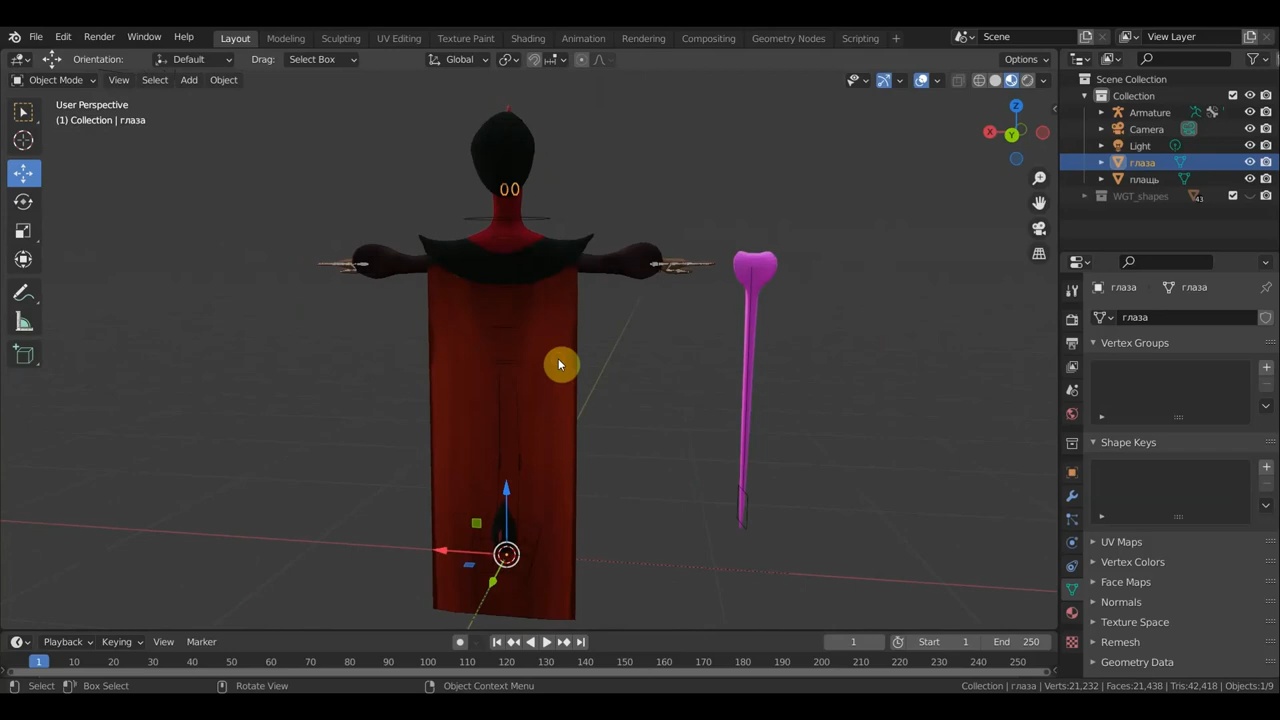 File Edit Render Window Help Layout Modeling Sculpting UV Editing Texture Paint Shading Animation Rendering Compositing Geometry Nodes Scripting + Scene View Layer
Orientation: Default Drag: Select Box Global Options
Object Mode View Select Add Object
User Perspective
(1) Collection | глаза
Z
X
Y
Scene Collection
Collection
Armature
Camera
Light
глаза
плащь
WGT_shapes 43
глаза глаза
глаза
Vertex Groups
Shape Keys
UV Maps
Vertex Colors
Face Maps
Normals
Texture Space
Remesh
Geometry Data
Playback Keying View Marker 1 Start 1 End 250
1 10 20 30 40 50 60 70 80 90 100 110 120 130 140 150 160 170 180 190 200 210 220 230 240 250
Select Box Select Rotate View Object Context Menu Collection | глаза | Verts:21,232 | Faces:21,438 | Tris:42,418 | Objects:1/9